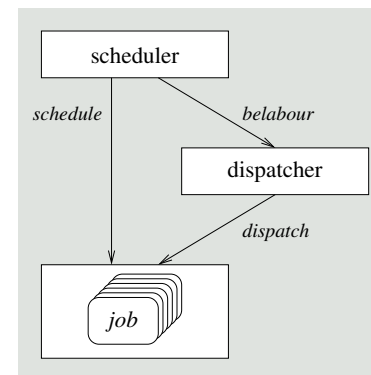 scheduler
schedule
belabour
dispatcher
dispatch
job